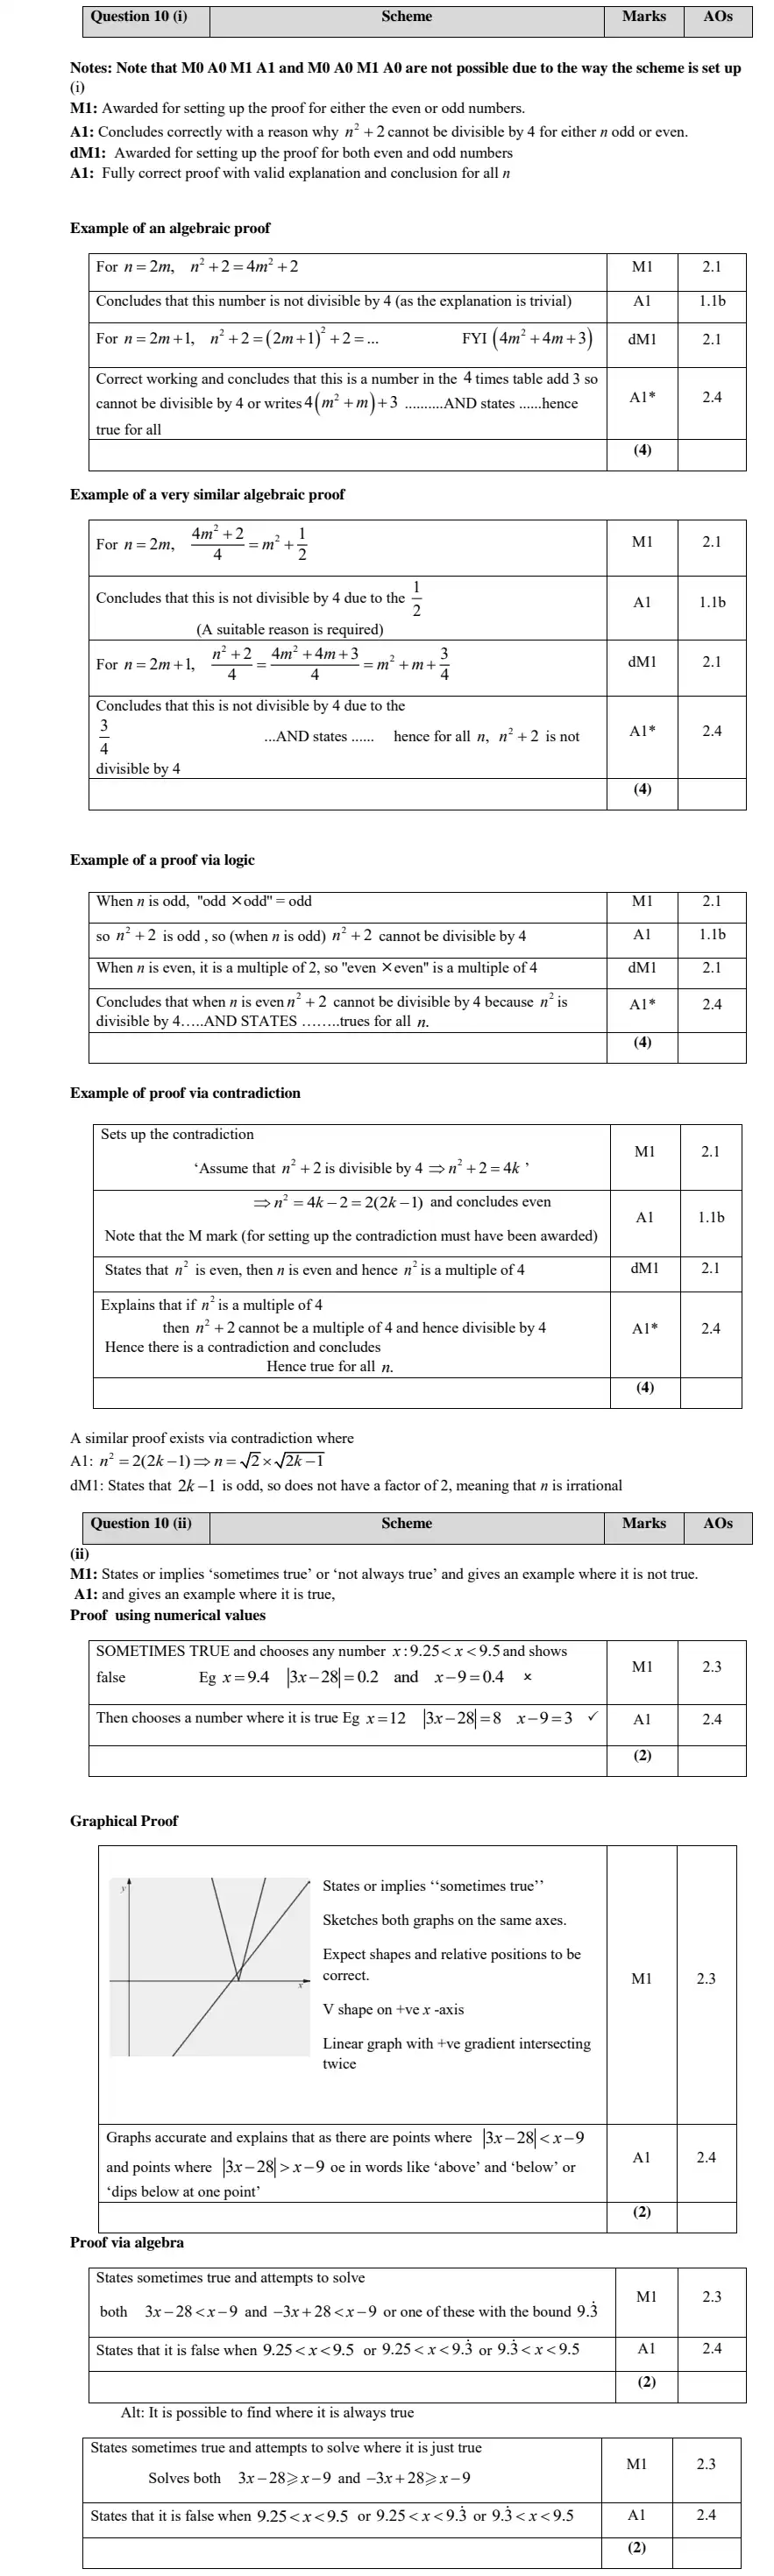 Question 10 (i) Scheme Marks AOs
Notes: Note that M0 A0 M1 A1 and M0 A0 M1 A0 are not possible due to the way the scheme is set up
(i)
M1: Awarded for setting up the proof for either the even or odd numbers.
A1: Concludes correctly with a reason why n² + 2 cannot be divisible by 4 for either n odd or even.
dM1: Awarded for setting up the proof for both even and odd numbers
A1: Fully correct proof with valid explanation and conclusion for all n
Example of an algebraic proof
For n = 2m, n² + 2 = 4m² + 2 M1 2.1
Concludes that this number is not divisible by 4 (as the explanation is trivial) A1 1.1b
For n = 2m + 1, n² + 2 = (2m + 1)² + 2 = ... FYI (4m² + 4m + 3) dM1 2.1
Correct working and concludes that this is a number in the 4 times table add 3 so
cannot be divisible by 4 or writes 4(m² + m) + 3 ..........AND states ......hence A1* 2.4
true for all
(4)
Example of a very similar algebraic proof
For n = 2m, (4m² + 2)/4 = m² + 1/2 M1 2.1
Concludes that this is not divisible by 4 due to the 1/2 A1 1.1b
(A suitable reason is required)
For n = 2m + 1, (n² + 2)/4 = (4m² + 4m + 3)/4 = m² + m + 3/4 dM1 2.1
Concludes that this is not divisible by 4 due to the
3/4 ...AND states ...... hence for all n, n² + 2 is not A1* 2.4
divisible by 4
(4)
Example of a proof via logic
When n is odd, "odd × odd" = odd M1 2.1
so n² + 2 is odd , so (when n is odd) n² + 2 cannot be divisible by 4 A1 1.1b
When n is even, it is a multiple of 2, so "even × even" is a multiple of 4 dM1 2.1
Concludes that when n is even n² + 2 cannot be divisible by 4 because n² is A1* 2.4
divisible by 4…..AND STATES ……..trues for all n.
(4)
Example of proof via contradiction
Sets up the contradiction
‘Assume that n² + 2 is divisible by 4 ⇒ n² + 2 = 4k ’ M1 2.1
⇒ n² = 4k − 2 = 2(2k − 1) and concludes even A1 1.1b
Note that the M mark (for setting up the contradiction must have been awarded)
States that n² is even, then n is even and hence n² is a multiple of 4 dM1 2.1
Explains that if n² is a multiple of 4
then n² + 2 cannot be a multiple of 4 and hence divisible by 4 A1* 2.4
Hence there is a contradiction and concludes
Hence true for all n.
(4)
A similar proof exists via contradiction where
A1: n² = 2(2k − 1) ⇒ n = √2 × √2k − 1
dM1: States that 2k − 1 is odd, so does not have a factor of 2, meaning that n is irrational
Question 10 (ii) Scheme Marks AOs
(ii)
M1: States or implies ‘sometimes true’ or ‘not always true’ and gives an example where it is not true.
A1: and gives an example where it is true,
Proof using numerical values
SOMETIMES TRUE and chooses any number x : 9.25 < x < 9.5 and shows
false Eg x = 9.4 |3x − 28| = 0.2 and x − 9 = 0.4 × M1 2.3
Then chooses a number where it is true Eg x = 12 |3x − 28| = 8 x − 9 = 3 ✓ A1 2.4
(2)
Graphical Proof
y
x
States or implies ‘‘sometimes true’’
Sketches both graphs on the same axes.
Expect shapes and relative positions to be
correct. M1 2.3
V shape on +ve x -axis
Linear graph with +ve gradient intersecting
twice
Graphs accurate and explains that as there are points where |3x − 28| < x − 9
and points where |3x − 28| > x − 9 oe in words like ‘above’ and ‘below’ or A1 2.4
‘dips below at one point’
(2)
Proof via algebra
States sometimes true and attempts to solve
both 3x − 28 < x − 9 and −3x + 28 < x − 9 or one of these with the bound 9.3̇ M1 2.3
States that it is false when 9.25 < x < 9.5 or 9.25 < x < 9.3̇ or 9.3̇ < x < 9.5 A1 2.4
(2)
Alt: It is possible to find where it is always true
States sometimes true and attempts to solve where it is just true
Solves both 3x − 28 ⩾ x − 9 and −3x + 28 ⩾ x − 9 M1 2.3
States that it is false when 9.25 < x < 9.5 or 9.25 < x < 9.3̇ or 9.3̇ < x < 9.5 A1 2.4
(2)